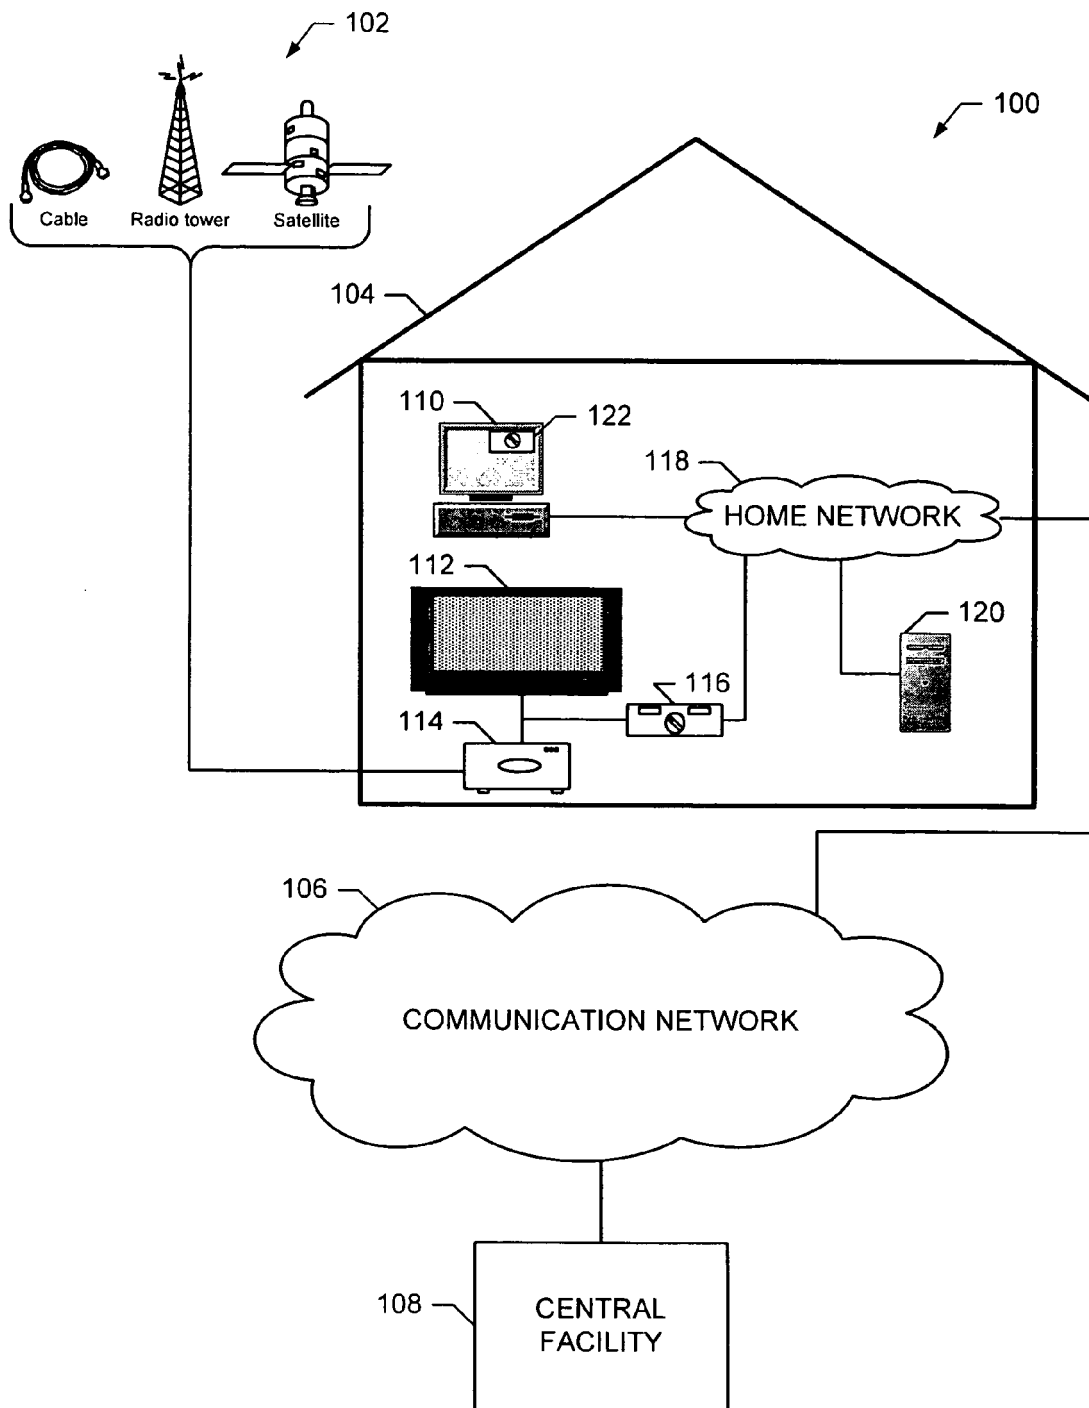 102
100
Cable
Radio tower
Satellite
104
110
122
118
HOME NETWORK
112
120
116
114
106
COMMUNICATION NETWORK
108
CENTRAL
FACILITY